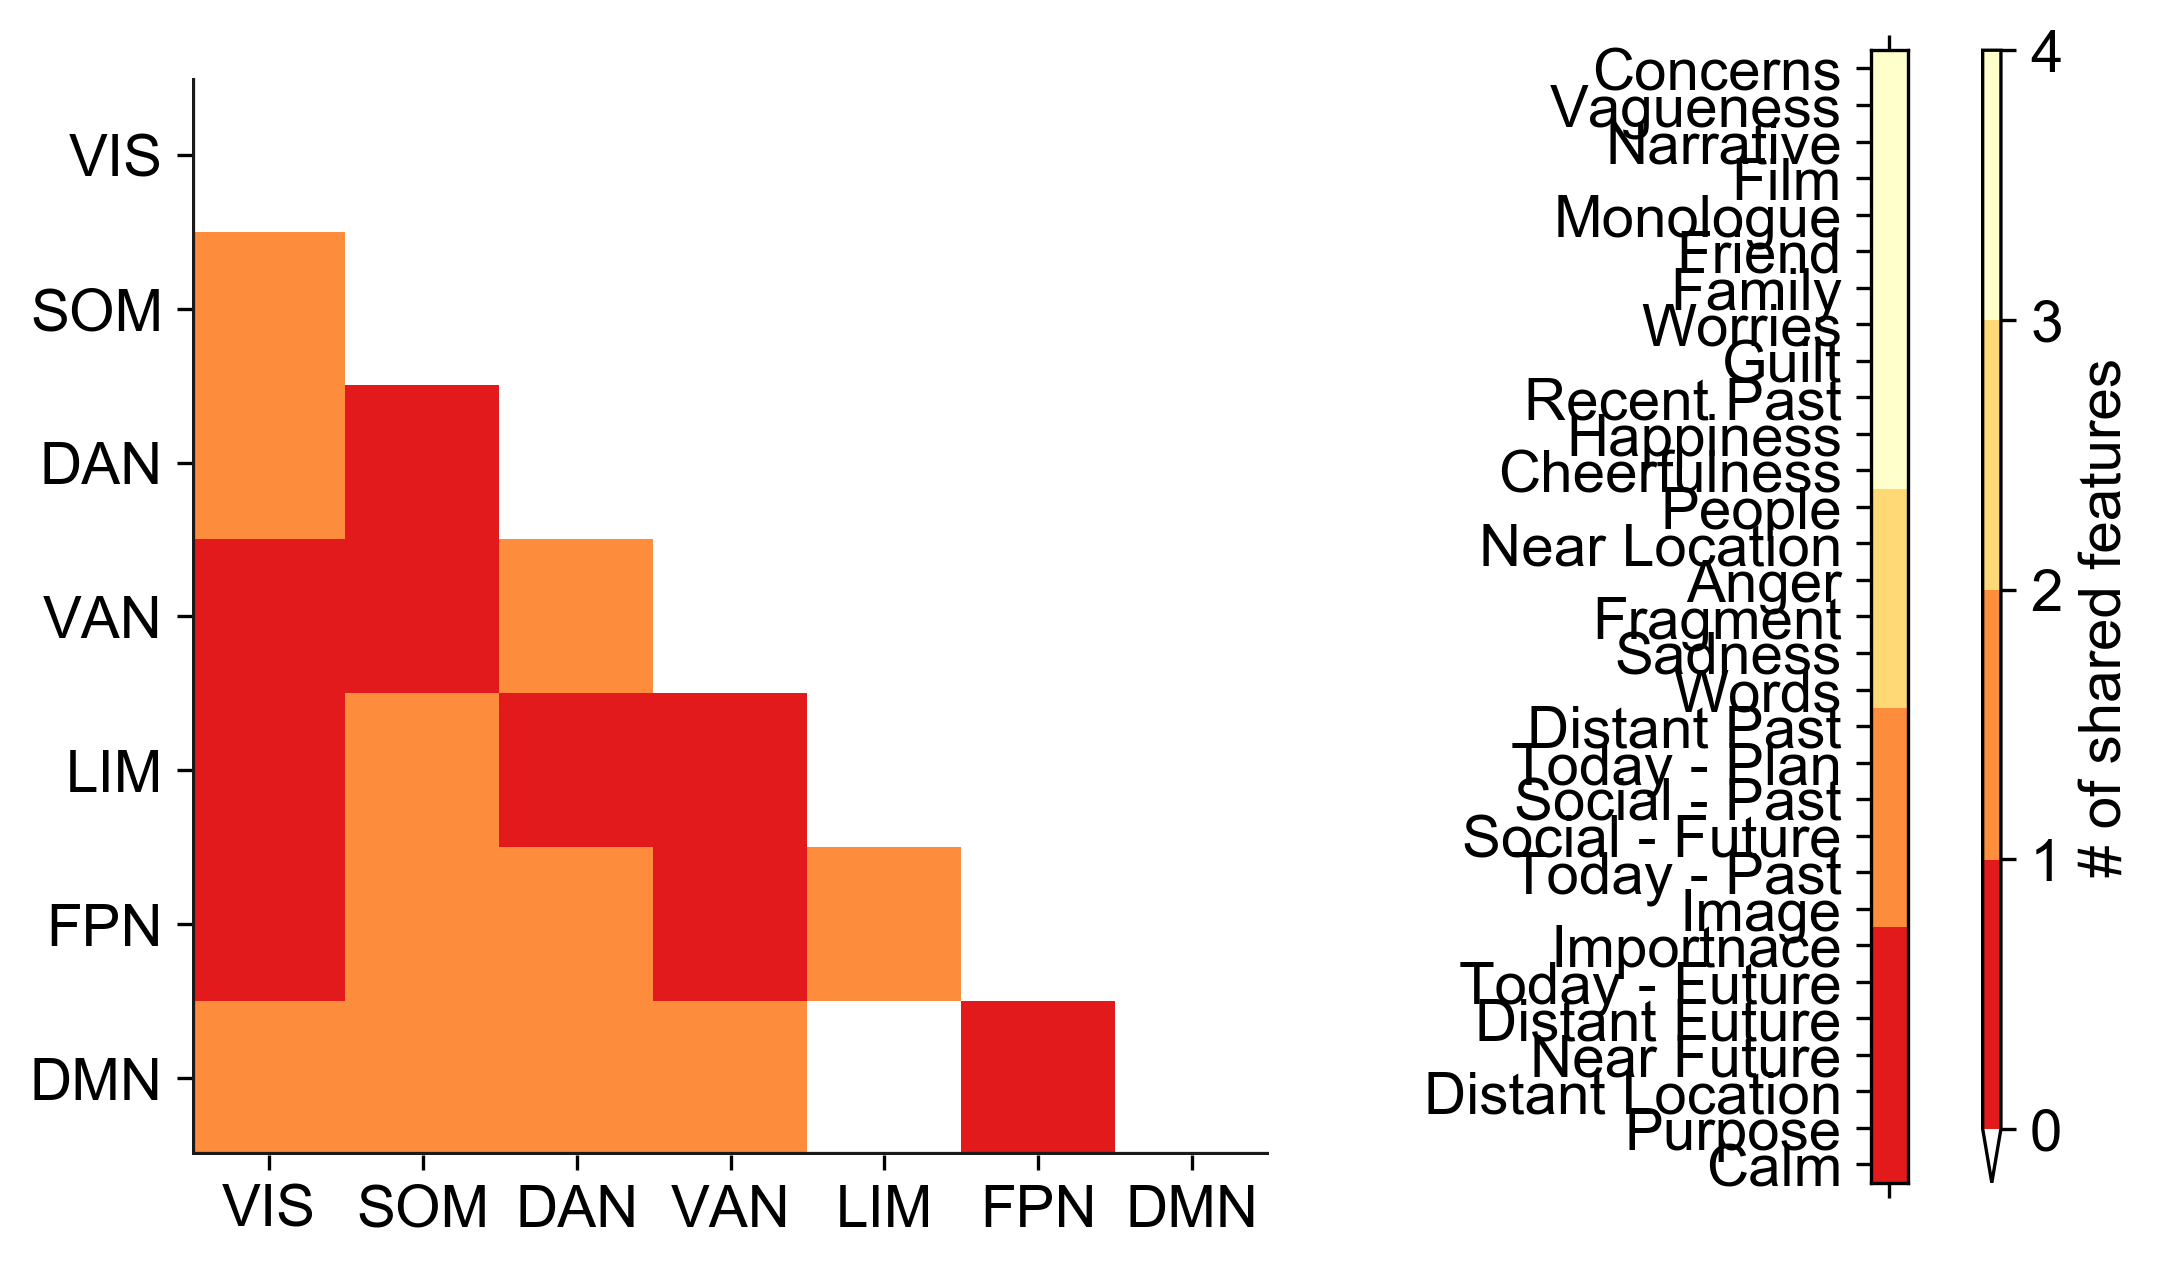 VIS
SOM
DAN
VAN
LIM
FPN
DMN
VIS SOM DAN VAN LIM FPN DMN
Concerns
Vagueness
Narrative
Film
Monologue
Friend
Family
Worries
Guilt
Recent Past
Happiness
Cheerfulness
People
Near Location
Anger
Fragment
Sadness
Words
Distant Past
Today - Plan
Social - Past
Social - Future
Today - Past
Image
Importnace
Today - Future
Distant Future
Near Future
Distant Location
Purpose
Calm
4
3
2
1
0
# of shared features